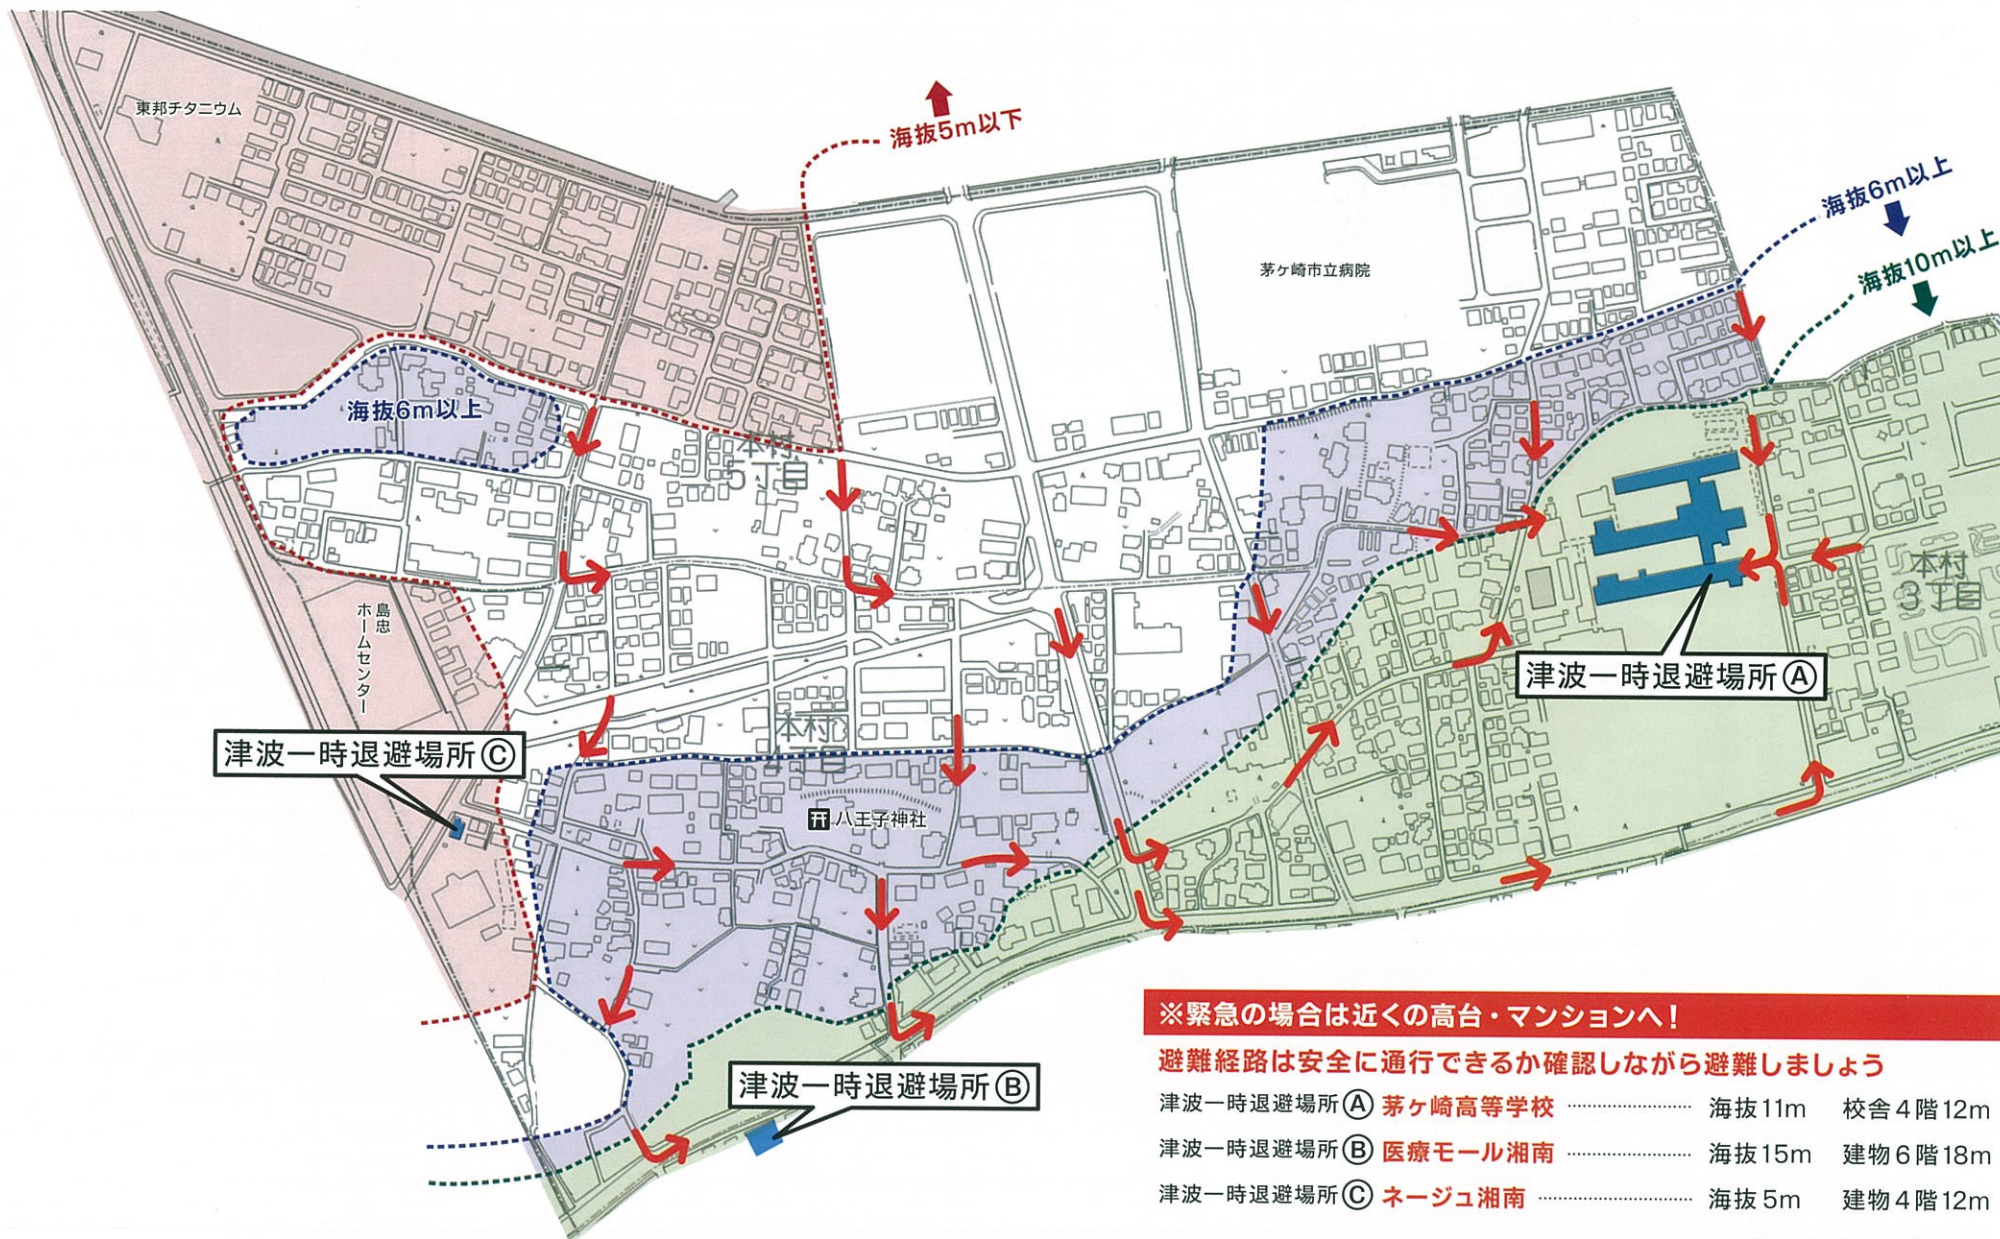 東邦チタニウム
海抜5m以下
海抜6m以上
海抜10m以上
茅ヶ崎市立病院
海抜6m以上
本村
5丁目
本村
3丁目
島忠
ホームセンター
津波一時退避場所Ⓐ
本村
4丁目
津波一時退避場所Ⓒ
八王子神社
津波一時退避場所Ⓑ
※緊急の場合は近くの高台・マンションへ！
避難経路は安全に通行できるか確認しながら避難しましょう
津波一時退避場所Ⓐ 茅ヶ崎高等学校 ‥‥‥‥‥‥ 海抜11m 校舎4階12m
津波一時退避場所Ⓑ 医療モール湘南 ‥‥‥‥‥‥ 海抜15m 建物6階18m
津波一時退避場所Ⓒ ネージュ湘南 ‥‥‥‥‥‥‥ 海抜5m 建物4階12m